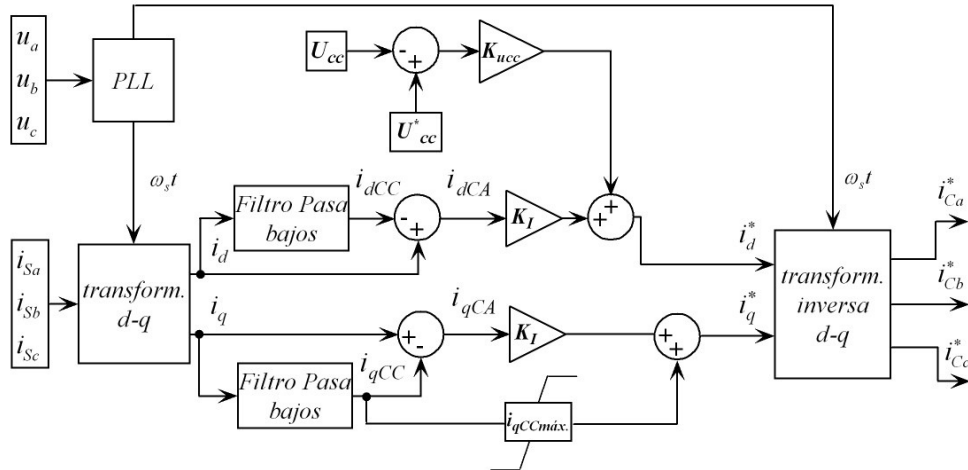 u_a
u_b
u_c
PLL
U_cc
-
+
K_ucc
U*_cc
ω_s t
ω_s t
i_Sa
i_Sb
i_Sc
transform.
d-q
i_d
Filtro Pasa
bajos
i_dCC
-
+
i_dCA
K_I
+
+
i*_d
i_q
Filtro Pasa
bajos
i_qCC
+
-
i_qCA
K_I
+
+
i_qCCmáx.
i*_q
transform.
inversa
d-q
i*_Ca
i*_Cb